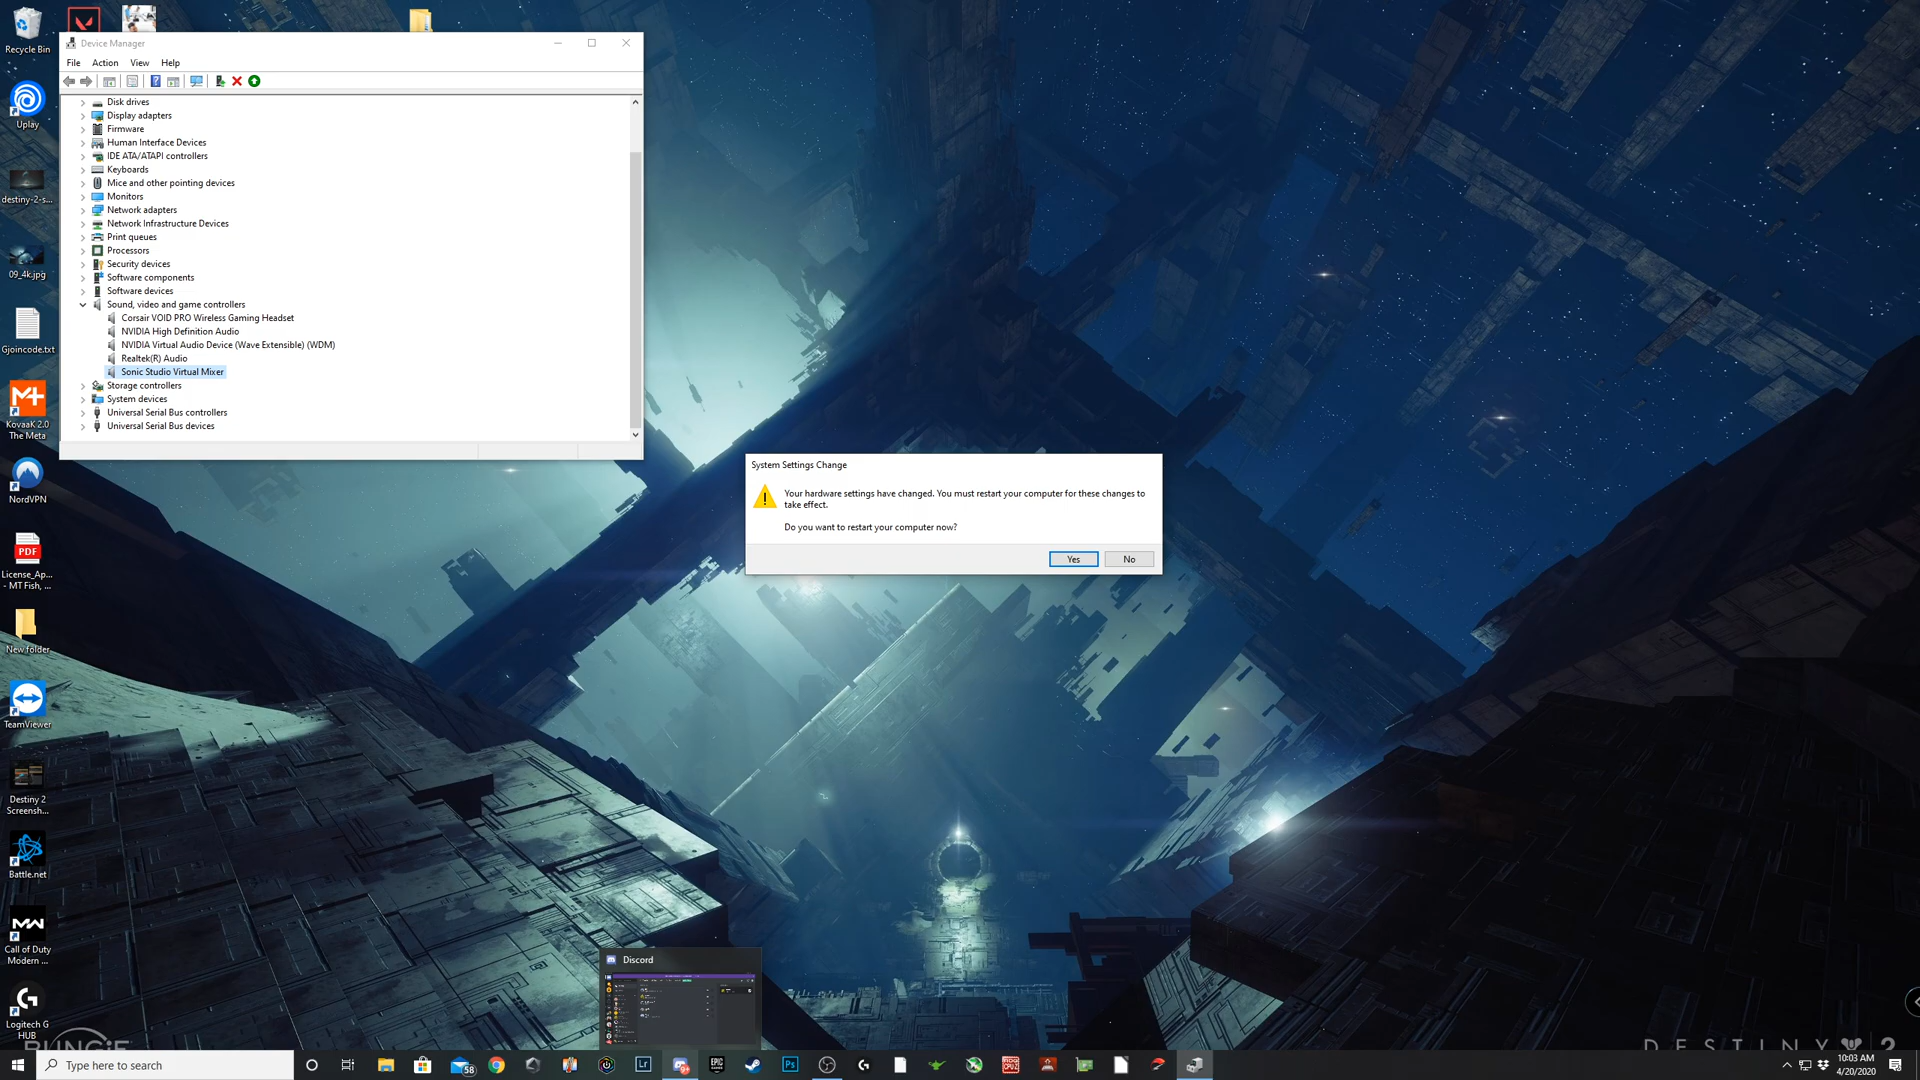 Recycle Bin
Uplay
destiny-2-s...
09_4k.jpg
Gjoincode.txt
KovaaK 2.0
The Meta
NordVPN
PDF
License_Ap...
- MT Fish, ...
New folder
TeamViewer
Destiny 2
Screensh...
Battle.net
Call of Duty
Modern ...
Logitech G
HUB
BUNGiE
Device Manager
File Action View Help
Disk drives
Display adapters
Firmware
Human Interface Devices
IDE ATA/ATAPI controllers
Keyboards
Mice and other pointing devices
Monitors
Network adapters
Network Infrastructure Devices
Print queues
Processors
Security devices
Software components
Software devices
Sound, video and game controllers
Corsair VOID PRO Wireless Gaming Headset
NVIDIA High Definition Audio
NVIDIA Virtual Audio Device (Wave Extensible) (WDM)
Realtek(R) Audio
Sonic Studio Virtual Mixer
Storage controllers
System devices
Universal Serial Bus controllers
Universal Serial Bus devices
System Settings Change
Your hardware settings have changed. You must restart your computer for these changes to
take effect.
Do you want to restart your computer now?
Yes No
Discord
DESTINY 2
Type here to search
58
Lr
EPIC
Ps
10:03 AM
4/20/2020